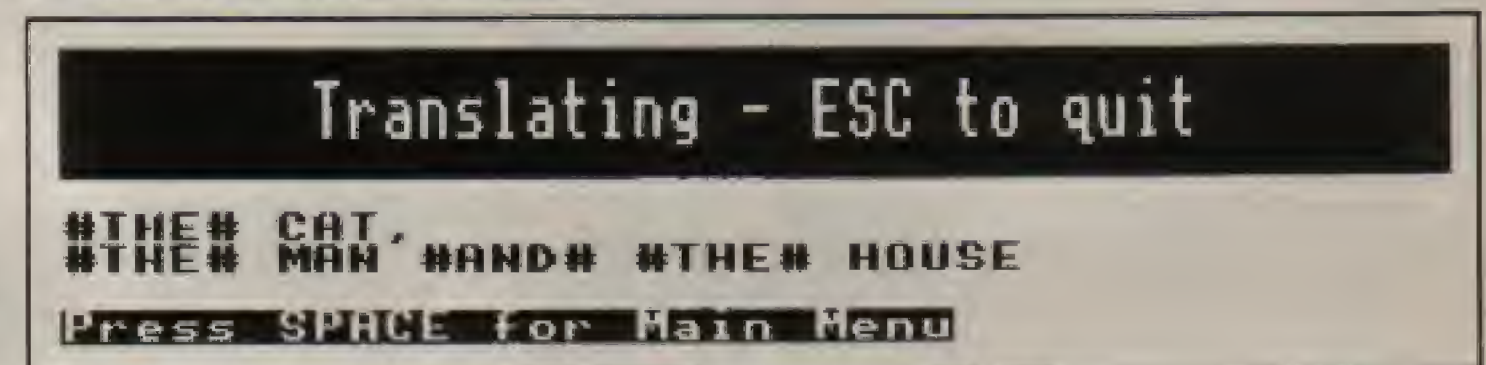 Translating - ESC to quit
#THE# CAT,
#THE# MAN #AND# #THE# HOUSE
Press SPACE for Main Menu